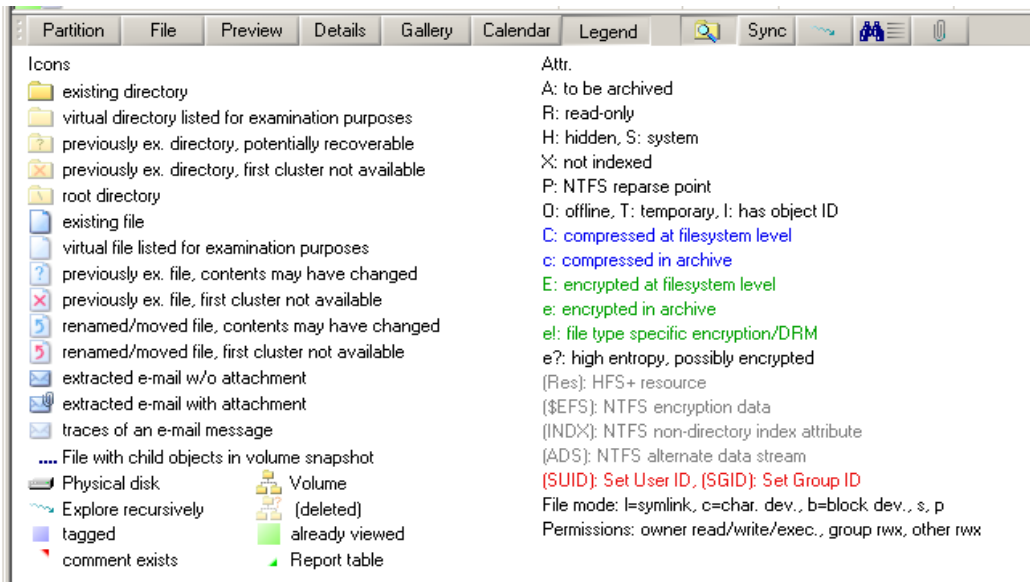 Partition File Preview Details Gallery Calendar Legend Sync
Icons
existing directory
virtual directory listed for examination purposes
previously ex. directory, potentially recoverable
previously ex. directory, first cluster not available
root directory
existing file
virtual file listed for examination purposes
previously ex. file, contents may have changed
previously ex. file, first cluster not available
renamed/moved file, contents may have changed
renamed/moved file, first cluster not available
extracted e-mail w/o attachment
extracted e-mail with attachment
traces of an e-mail message
.... File with child objects in volume snapshot
Physical disk Volume
Explore recursively (deleted)
tagged already viewed
comment exists Report table
Attr.
A: to be archived
R: read-only
H: hidden, S: system
X: not indexed
P: NTFS reparse point
O: offline, T: temporary, I: has object ID
C: compressed at filesystem level
c: compressed in archive
E: encrypted at filesystem level
e: encrypted in archive
e!: file type specific encryption/DRM
e?: high entropy, possibly encrypted
(Res): HFS+ resource
($EFS): NTFS encryption data
(INDX): NTFS non-directory index attribute
(ADS): NTFS alternate data stream
(SUID): Set User ID, (SGID): Set Group ID
File mode: l=symlink, c=char. dev., b=block dev., s, p
Permissions: owner read/write/exec., group rwx, other rwx